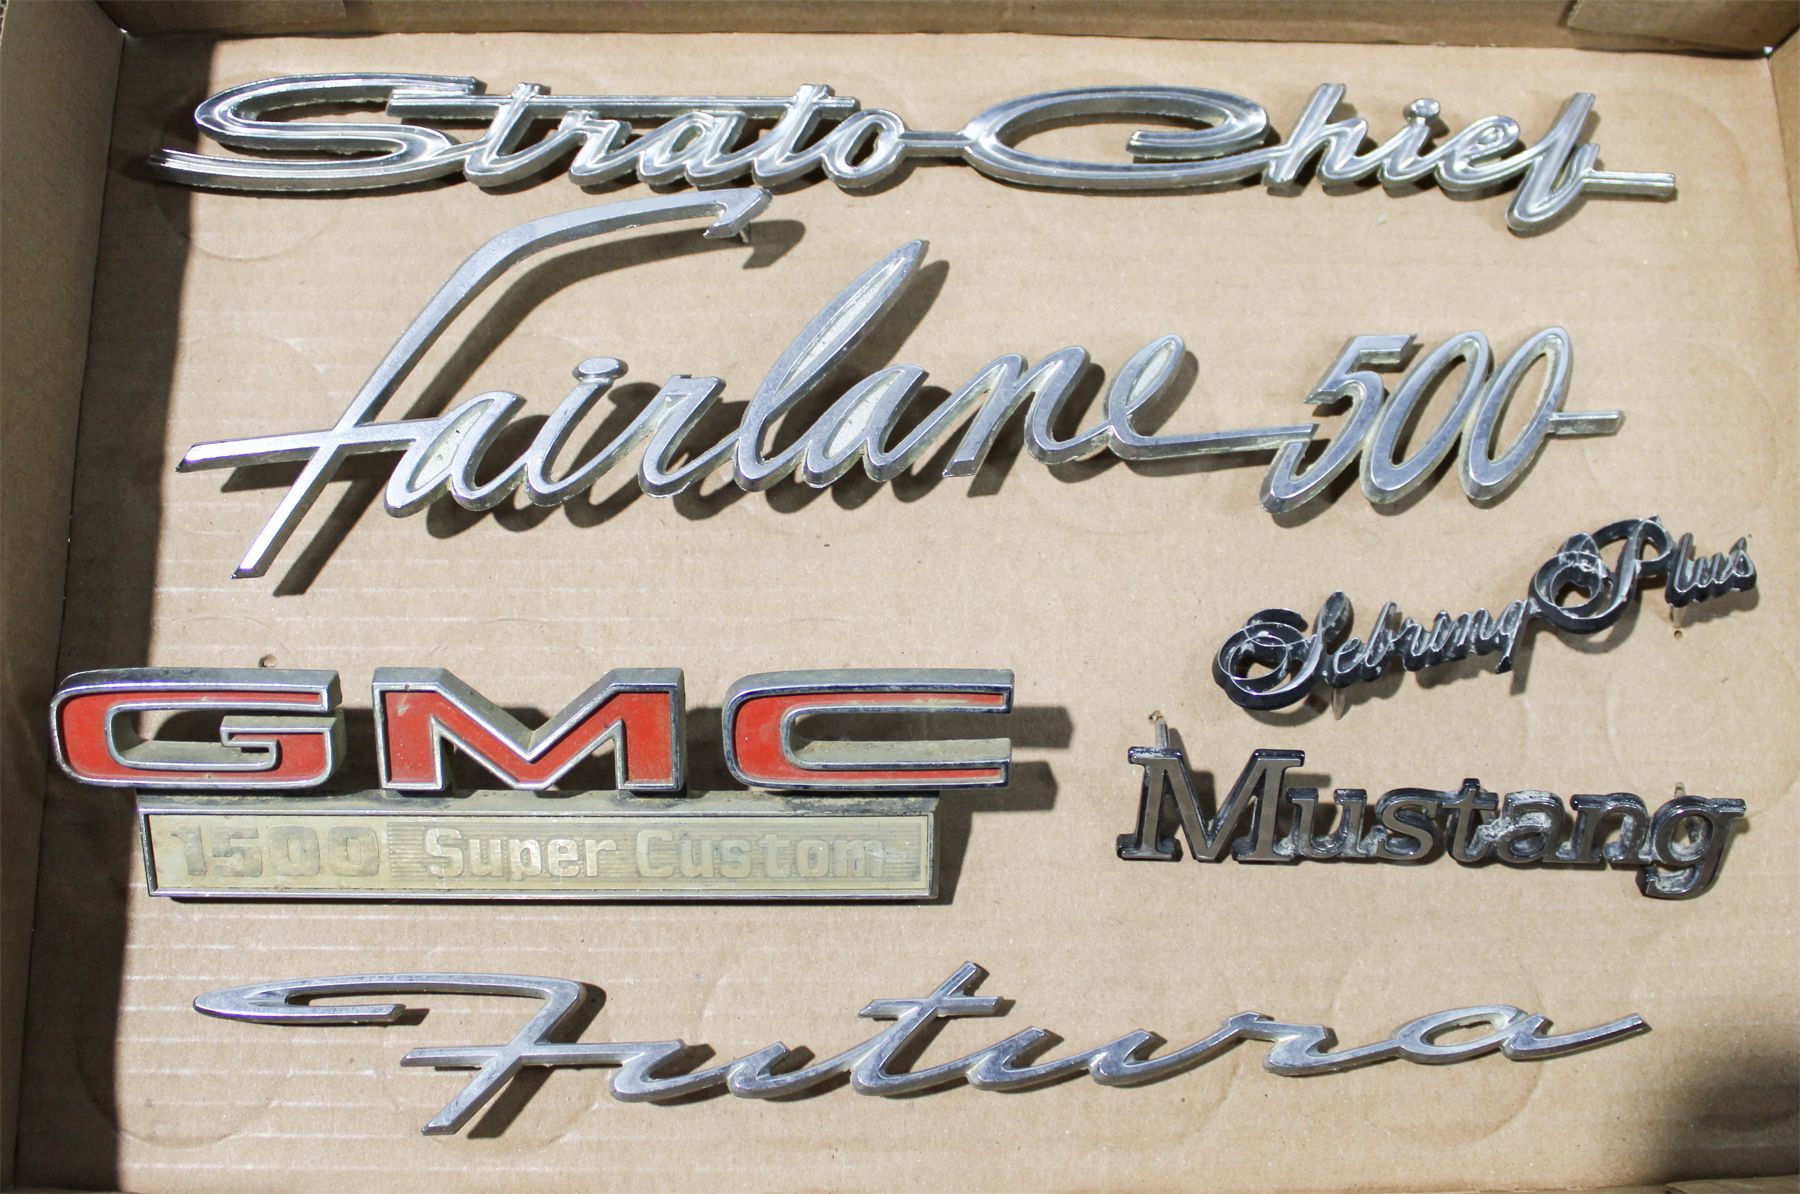 Strato-Chief
Fairlane 500
Sebring Plus
GMC
1500 Super Custom
Mustang
Futura